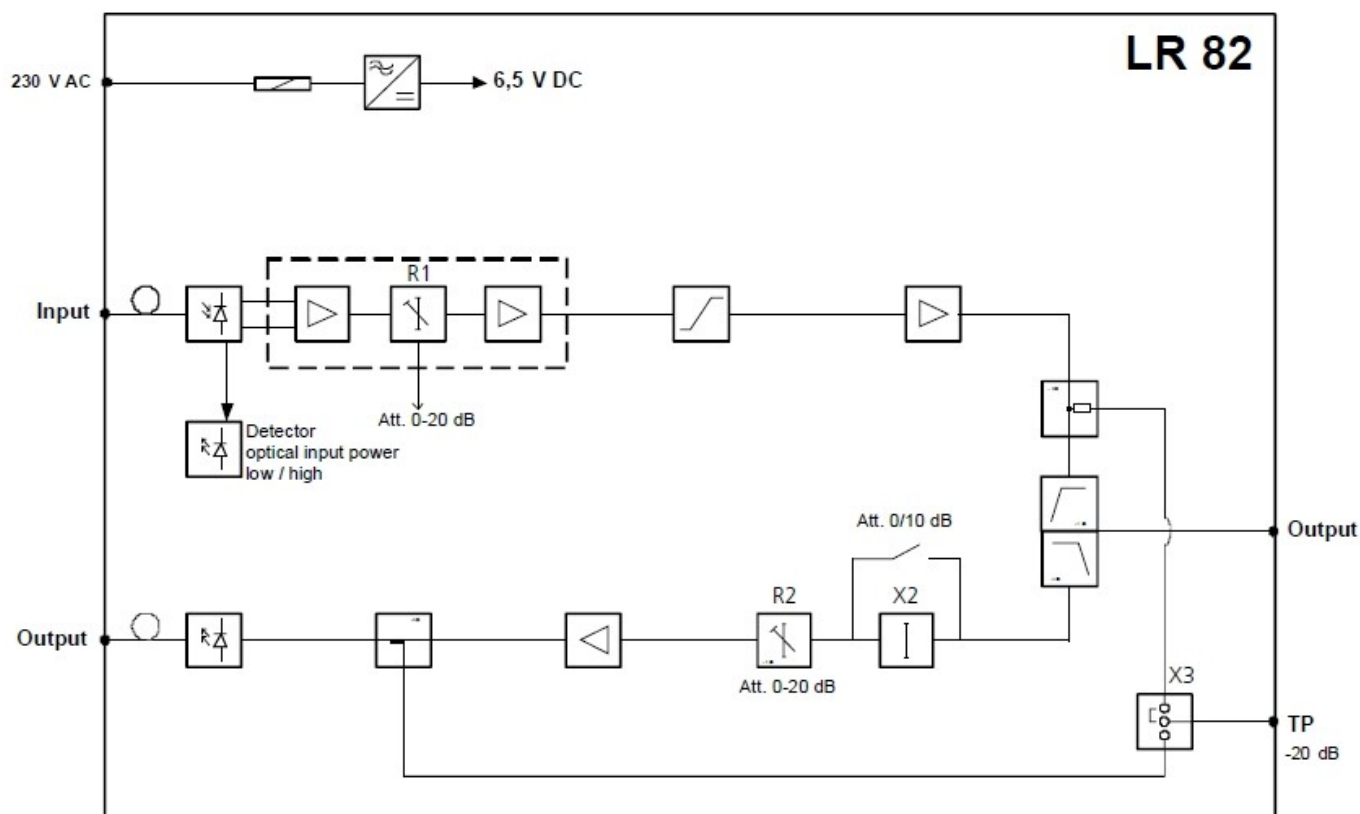 LR 82
230 V AC
6,5 V DC
R1
Input
Att. 0-20 dB
Detector
optical input power
low / high
Att. 0/10 dB
Output
R2
X2
Output
Att. 0-20 dB
X3
TP
-20 dB